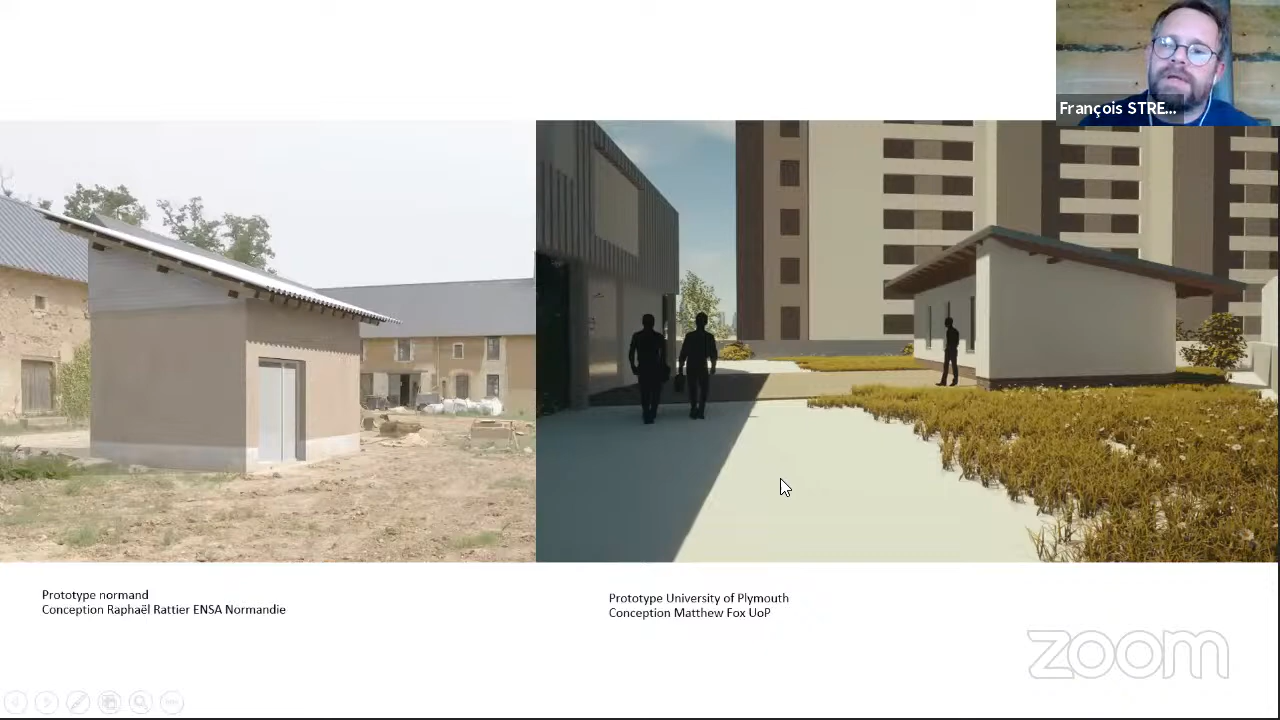 François STRE...
Prototype normand
Conception Raphaël Rattier ENSA Normandie
Prototype University of Plymouth
Conception Matthew Fox UoP
zoom